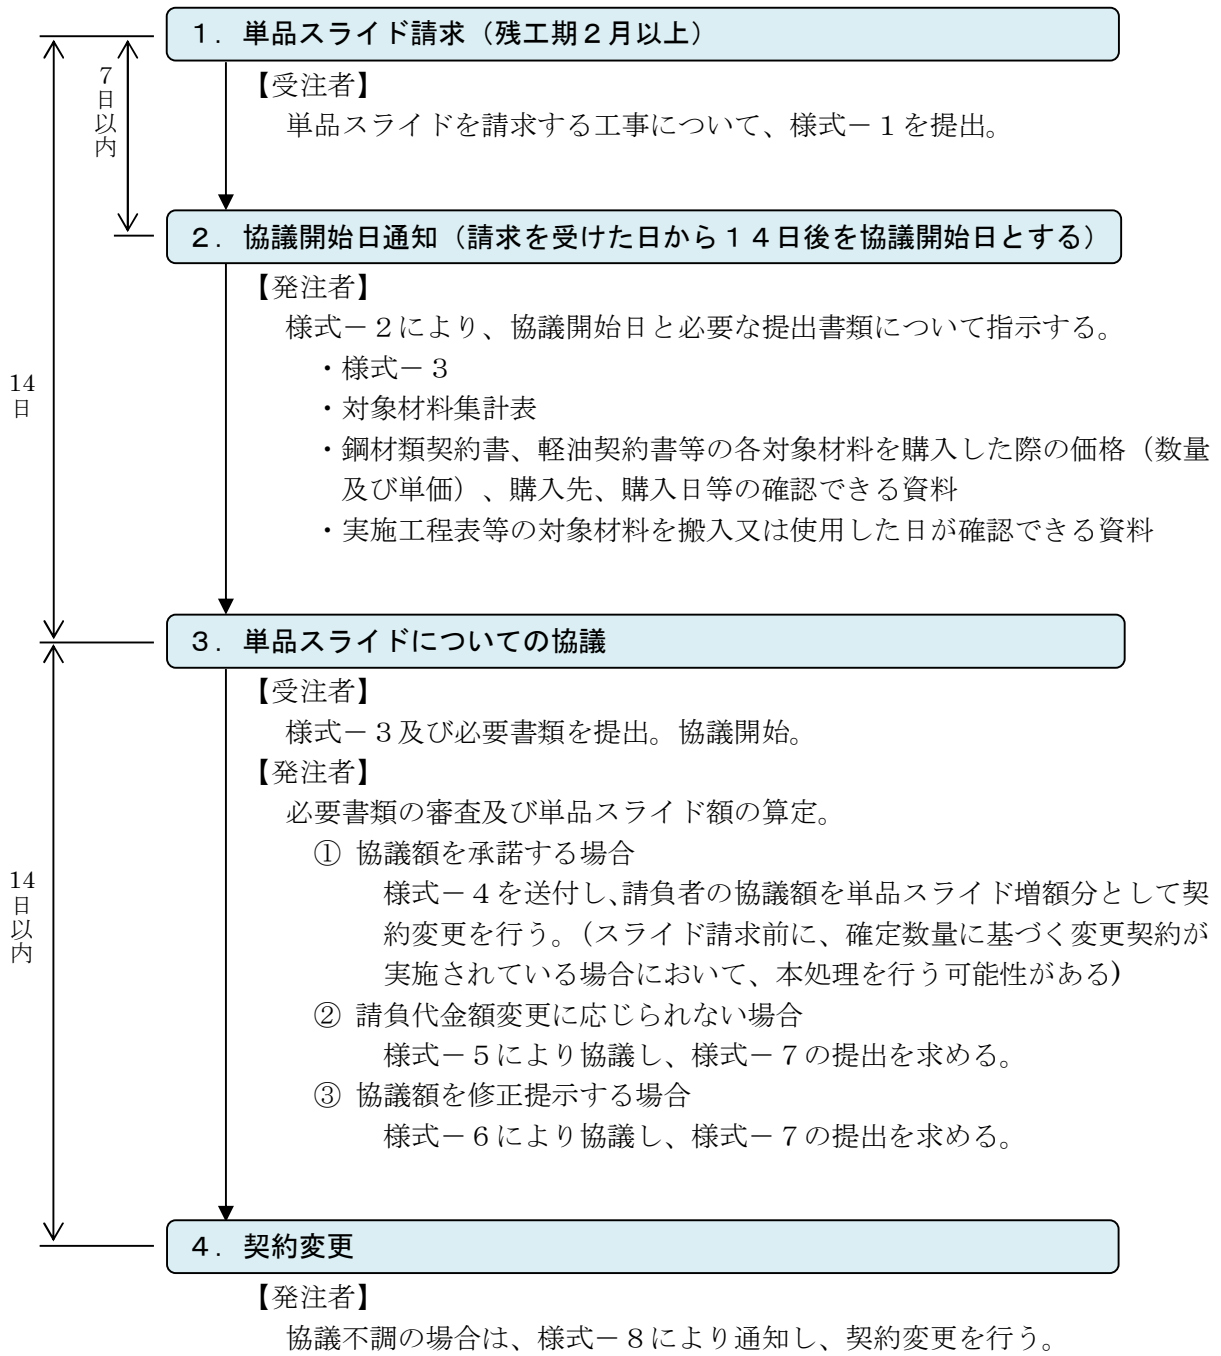 １．単品スライド請求（残工期２月以上）
7日以内
【受注者】
単品スライドを請求する工事について、様式－１を提出。
２．協議開始日通知（請求を受けた日から１４日後を協議開始日とする）
【発注者】
様式－２により、協議開始日と必要な提出書類について指示する。
・様式－３
14日
・対象材料集計表
・鋼材類契約書、軽油契約書等の各対象材料を購入した際の価格（数量
及び単価）、購入先、購入日等の確認できる資料
・実施工程表等の対象材料を搬入又は使用した日が確認できる資料
３．単品スライドについての協議
【受注者】
様式－３及び必要書類を提出。協議開始。
【発注者】
必要書類の審査及び単品スライド額の算定。
① 協議額を承諾する場合
14日以内
様式－４を送付し、請負者の協議額を単品スライド増額分として契
約変更を行う。（スライド請求前に、確定数量に基づく変更契約が
実施されている場合において、本処理を行う可能性がある)
② 請負代金額変更に応じられない場合
様式－５により協議し、様式－７の提出を求める。
③ 協議額を修正提示する場合
様式－６により協議し、様式－７の提出を求める。
４．契約変更
【発注者】
協議不調の場合は、様式－８により通知し、契約変更を行う。